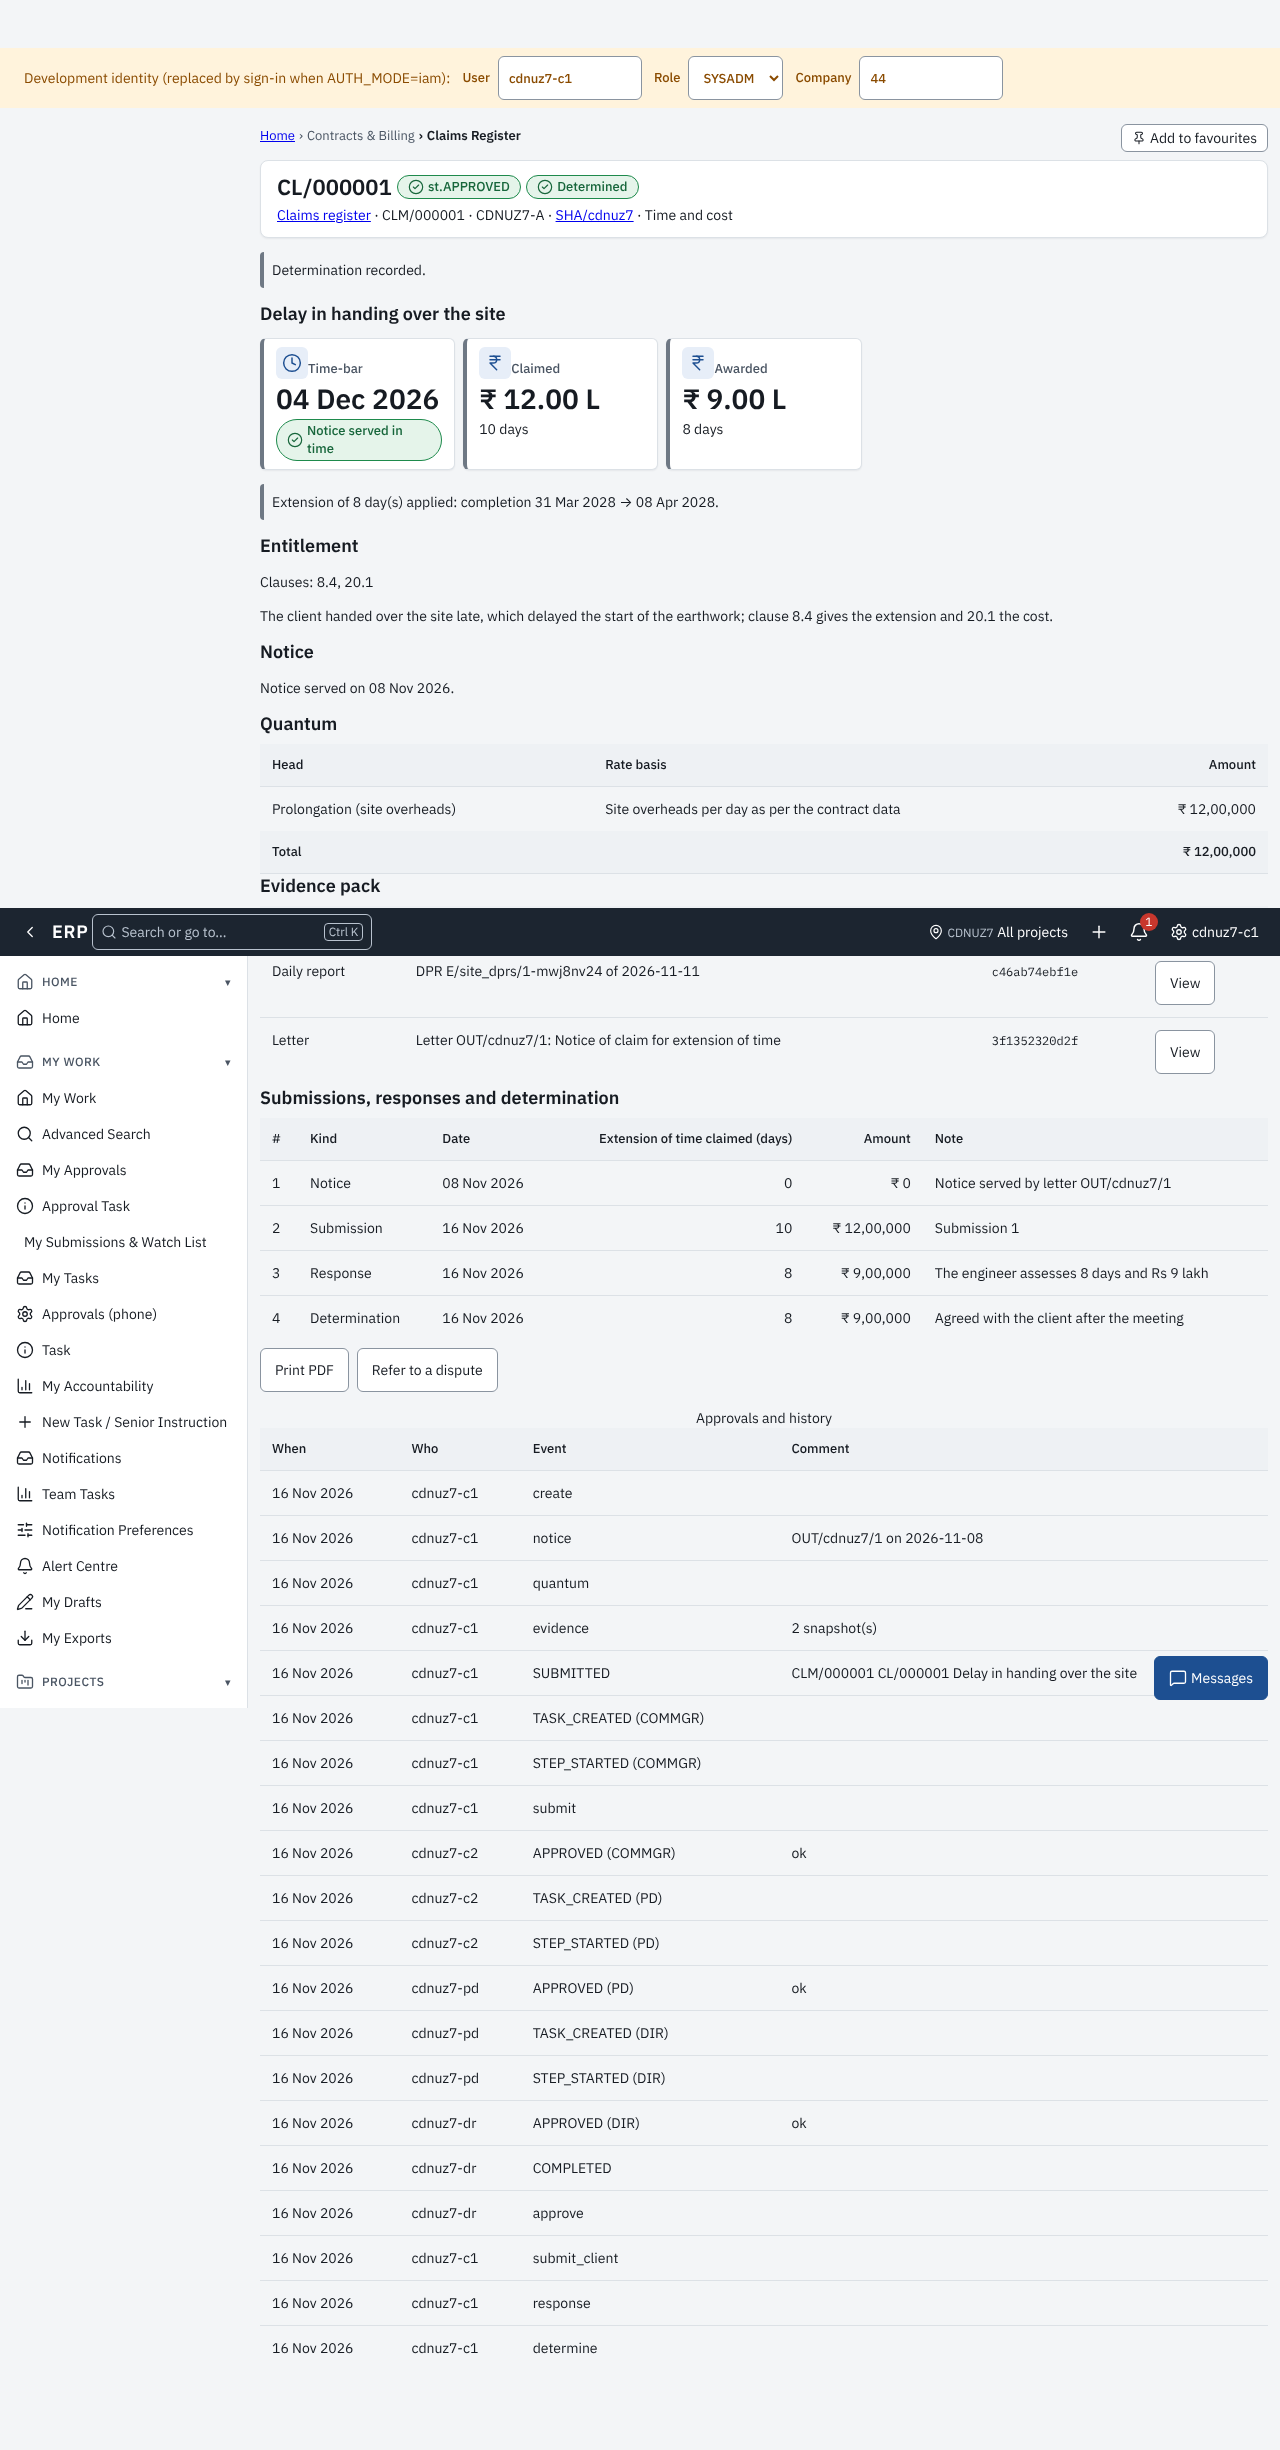 Development identity (replaced by sign-in when AUTH_MODE=iam): User cdnuz7-c1 Role SYSADM Company 44
Home › Contracts & Billing › Claims Register
Add to favourites
CL/000001 st.APPROVED Determined
Claims register · CLM/000001 · CDNUZ7-A · SHA/cdnuz7 · Time and cost
Determination recorded.
Delay in handing over the site
Time-bar
04 Dec 2026
Notice served in
time
₹ Claimed
₹ 12.00 L
10 days
₹ Awarded
₹ 9.00 L
8 days
Extension of 8 day(s) applied: completion 31 Mar 2028 → 08 Apr 2028.
Entitlement
Clauses: 8.4, 20.1
The client handed over the site late, which delayed the start of the earthwork; clause 8.4 gives the extension and 20.1 the cost.
Notice
Notice served on 08 Nov 2026.
Quantum
Head Rate basis Amount
Prolongation (site overheads) Site overheads per day as per the contract data ₹ 12,00,000
Total ₹ 12,00,000
Evidence pack
ERP Search or go to... Ctrl K CDNUZ7 All projects 1 cdnuz7-c1
HOME
Home
MY WORK
My Work
Advanced Search
My Approvals
Approval Task
My Submissions & Watch List
My Tasks
Approvals (phone)
Task
My Accountability
New Task / Senior Instruction
Notifications
Team Tasks
Notification Preferences
Alert Centre
My Drafts
My Exports
PROJECTS
Daily report DPR E/site_dprs/1-mwj8nv24 of 2026-11-11 c46ab74ebf1e View
Letter Letter OUT/cdnuz7/1: Notice of claim for extension of time 3f1352320d2f View
Submissions, responses and determination
# Kind Date Extension of time claimed (days) Amount Note
1 Notice 08 Nov 2026 0 ₹ 0 Notice served by letter OUT/cdnuz7/1
2 Submission 16 Nov 2026 10 ₹ 12,00,000 Submission 1
3 Response 16 Nov 2026 8 ₹ 9,00,000 The engineer assesses 8 days and Rs 9 lakh
4 Determination 16 Nov 2026 8 ₹ 9,00,000 Agreed with the client after the meeting
Print PDF Refer to a dispute
Approvals and history
When Who Event Comment
16 Nov 2026 cdnuz7-c1 create
16 Nov 2026 cdnuz7-c1 notice OUT/cdnuz7/1 on 2026-11-08
16 Nov 2026 cdnuz7-c1 quantum
16 Nov 2026 cdnuz7-c1 evidence 2 snapshot(s)
16 Nov 2026 cdnuz7-c1 SUBMITTED CLM/000001 CL/000001 Delay in handing over the site
Messages
16 Nov 2026 cdnuz7-c1 TASK_CREATED (COMMGR)
16 Nov 2026 cdnuz7-c1 STEP_STARTED (COMMGR)
16 Nov 2026 cdnuz7-c1 submit
16 Nov 2026 cdnuz7-c2 APPROVED (COMMGR) ok
16 Nov 2026 cdnuz7-c2 TASK_CREATED (PD)
16 Nov 2026 cdnuz7-c2 STEP_STARTED (PD)
16 Nov 2026 cdnuz7-pd APPROVED (PD) ok
16 Nov 2026 cdnuz7-pd TASK_CREATED (DIR)
16 Nov 2026 cdnuz7-pd STEP_STARTED (DIR)
16 Nov 2026 cdnuz7-dr APPROVED (DIR) ok
16 Nov 2026 cdnuz7-dr COMPLETED
16 Nov 2026 cdnuz7-dr approve
16 Nov 2026 cdnuz7-c1 submit_client
16 Nov 2026 cdnuz7-c1 response
16 Nov 2026 cdnuz7-c1 determine